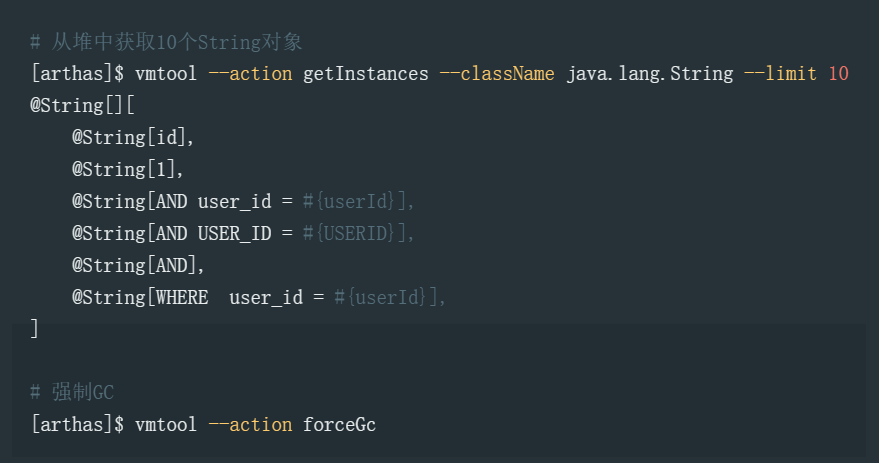 # 从堆中获取10个String对象
[arthas]$ vmtool --action getInstances --className java.lang.String --limit 10
@String[][
    @String[id],
    @String[1],
    @String[AND user_id = #{userId}],
    @String[AND USER_ID = #{USERID}],
    @String[AND],
    @String[WHERE  user_id = #{userId}],
]
# 强制GC
[arthas]$ vmtool --action forceGc